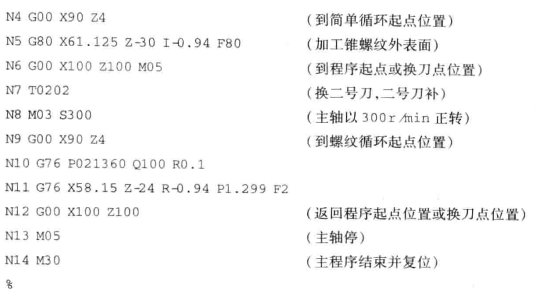 N4 G00 X90 Z4 (到简单循环起点位置)
N5 G80 X61.125 Z-30 I-0.94 F80 (加工锥螺纹外表面)
N6 G00 X100 Z100 M05 (到程序起点或换刀点位置)
N7 T0202 (换二号刀,二号刀补)
N8 M03 S300 (主轴以 300r/min 正转)
N9 G00 X90 Z4 (到螺纹循环起点位置)
N10 G76 P021360 Q100 R0.1
N11 G76 X58.15 Z-24 R-0.94 P1.299 F2
N12 G00 X100 Z100 (返回程序起点位置或换刀点位置)
N13 M05 (主轴停)
N14 M30 (主程序结束并复位)
%